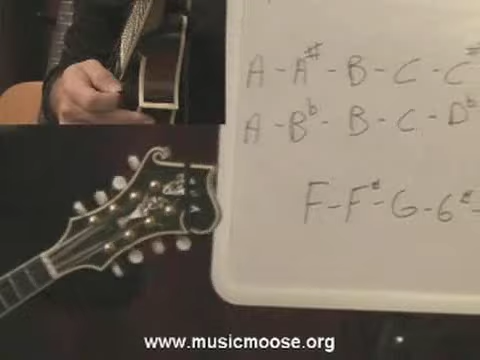 A - A# - B - C - C#
A - Bb - B - C - Db
F - F# - G - G# -
www.musicmoose.org